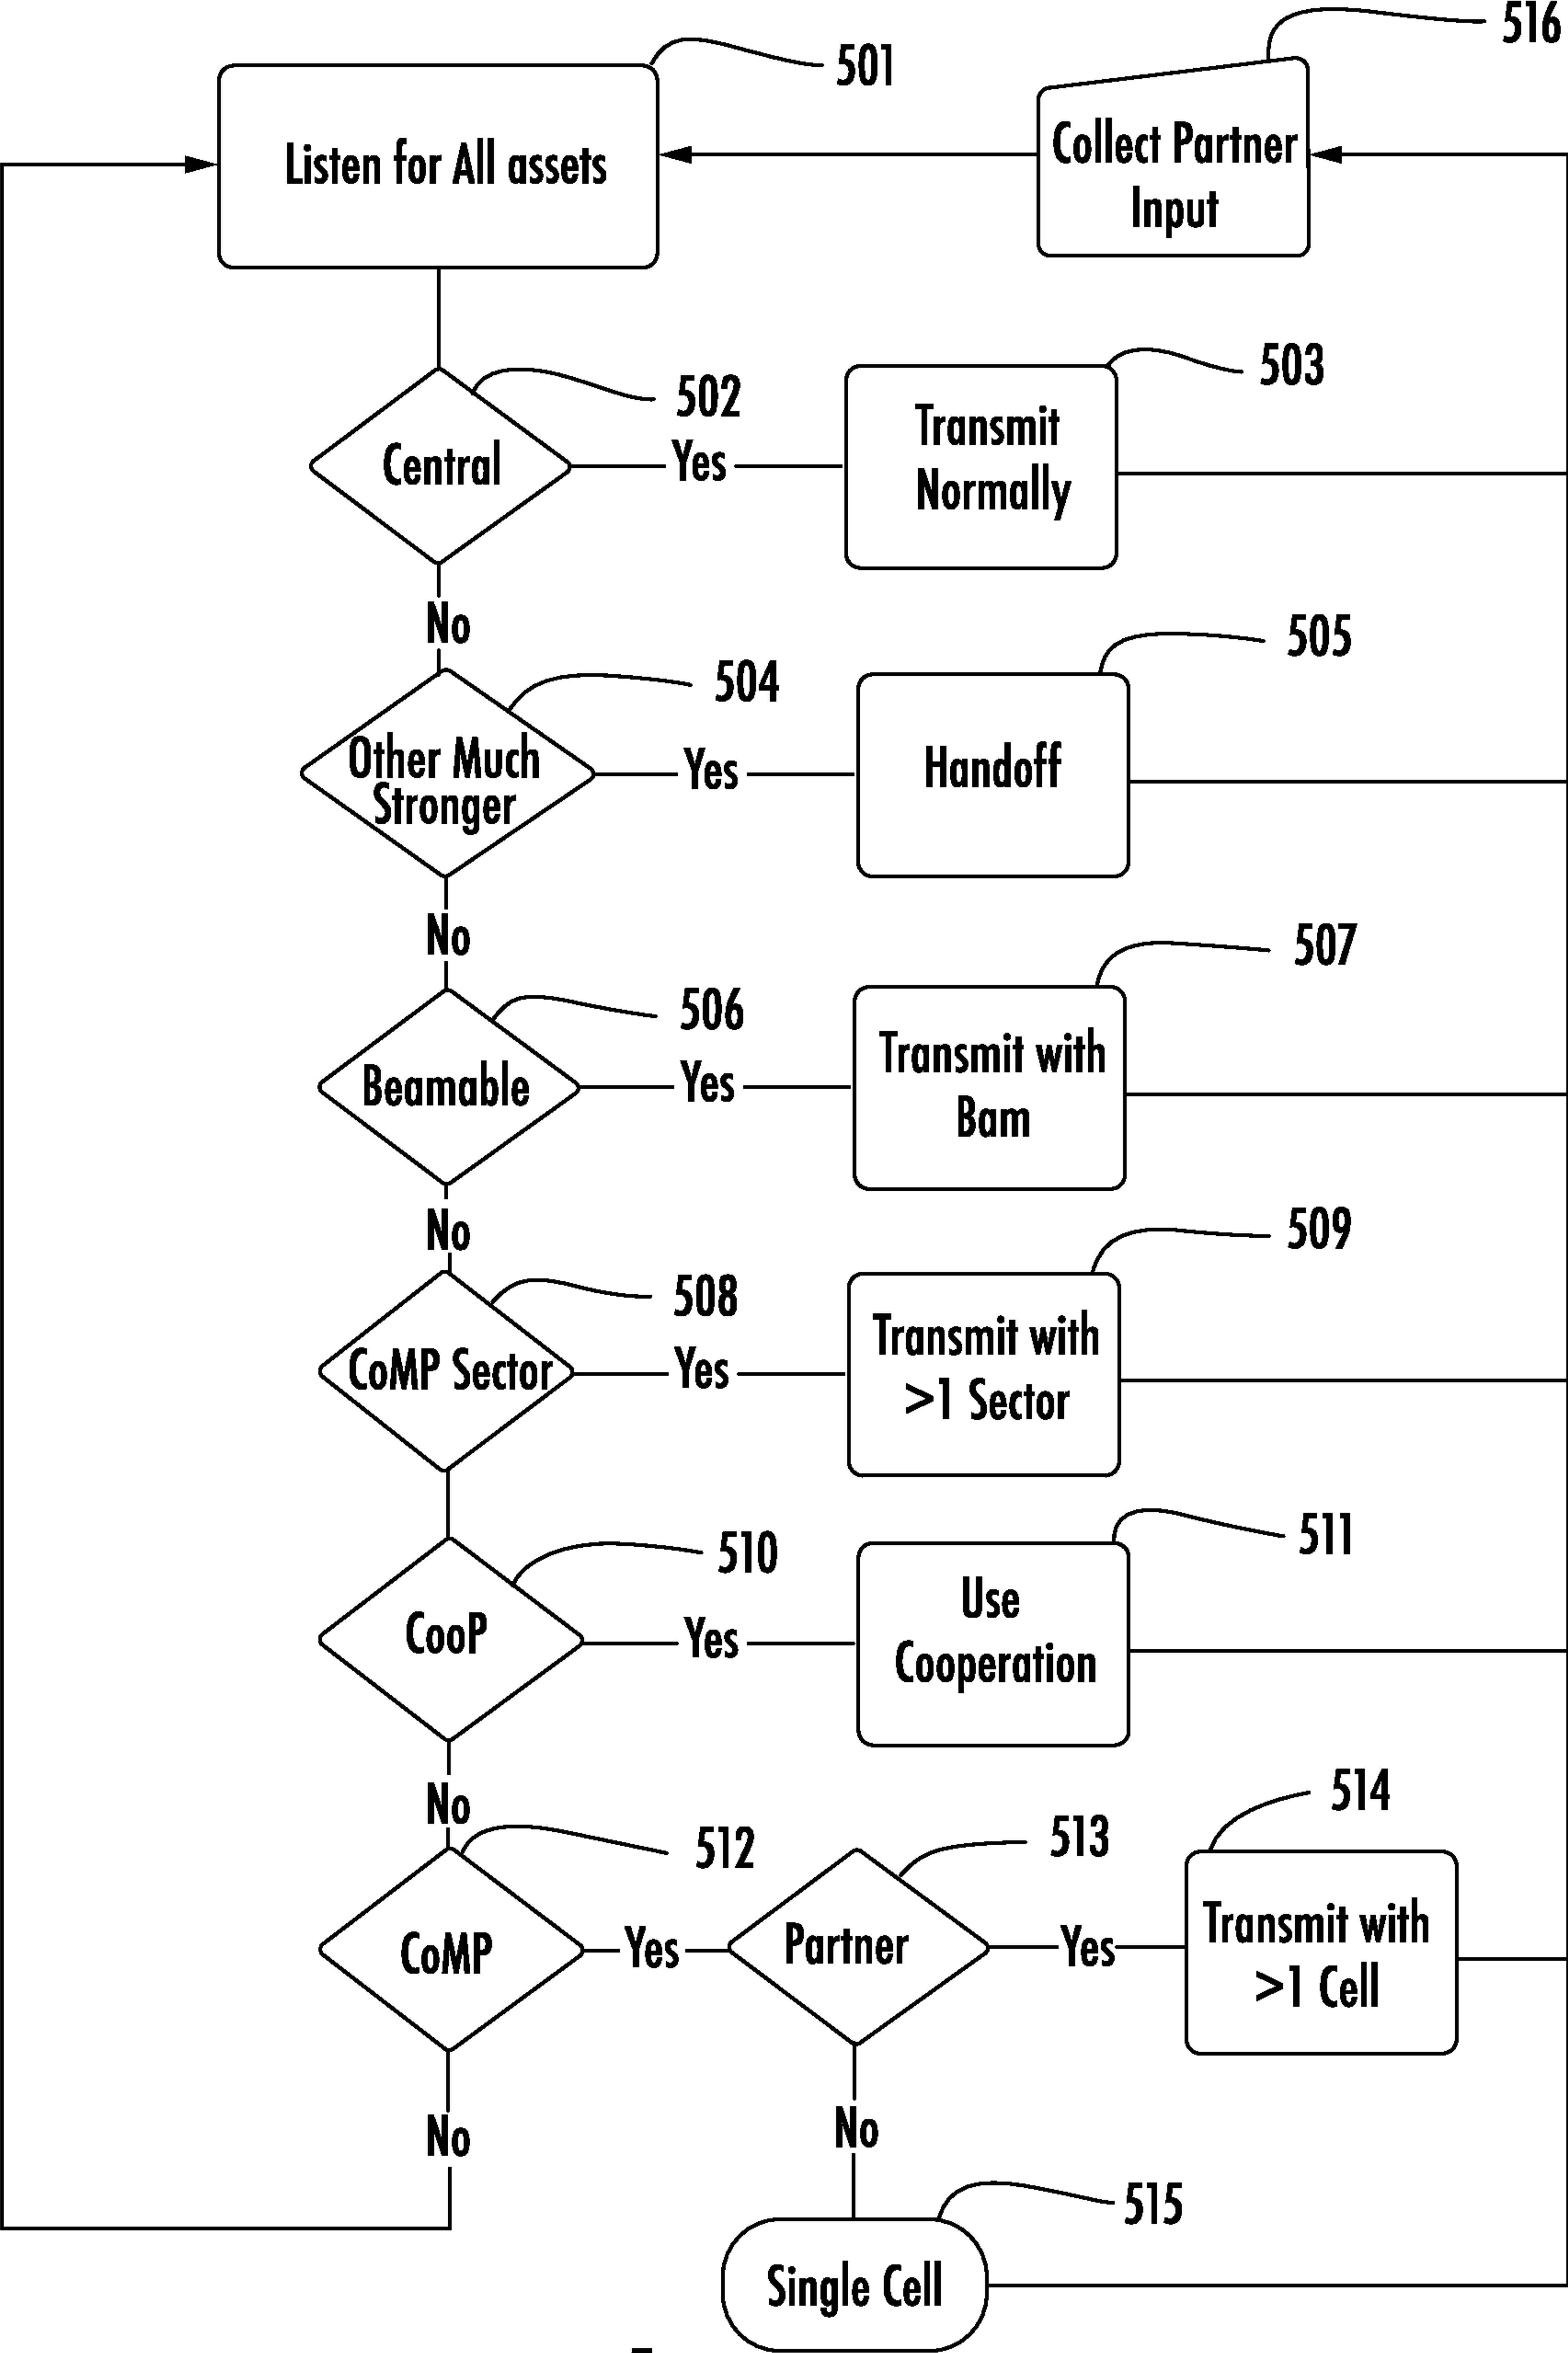 516
501
Listen for All assets
Collect Partner
Input
503
502
Transmit
Normally
Central
Yes
No
505
504
Other Much
Stronger
Yes
Handoff
No
507
506
Transmit with
Bam
Beamable
Yes
No
509
508
Transmit with
>1 Sector
CoMP Sector
Yes
511
510
Use
Cooperation
CooP
Yes
No
514
513
512
Transmit with
>1 Cell
CoMP
Yes
Partner
Yes
No
No
515
Single Cell